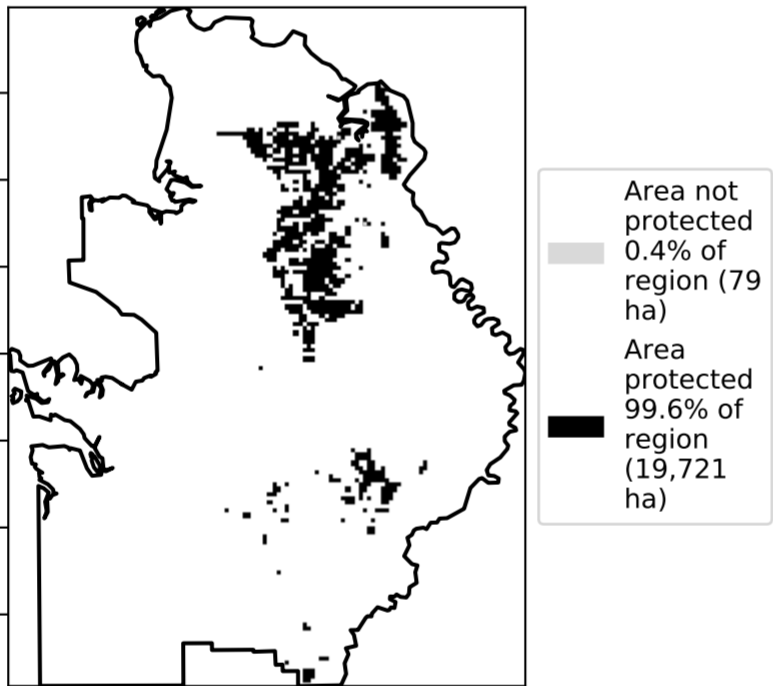 Area not
protected
0.4% of
region (79
ha)
Area
protected
99.6% of
region
(19,721
ha)